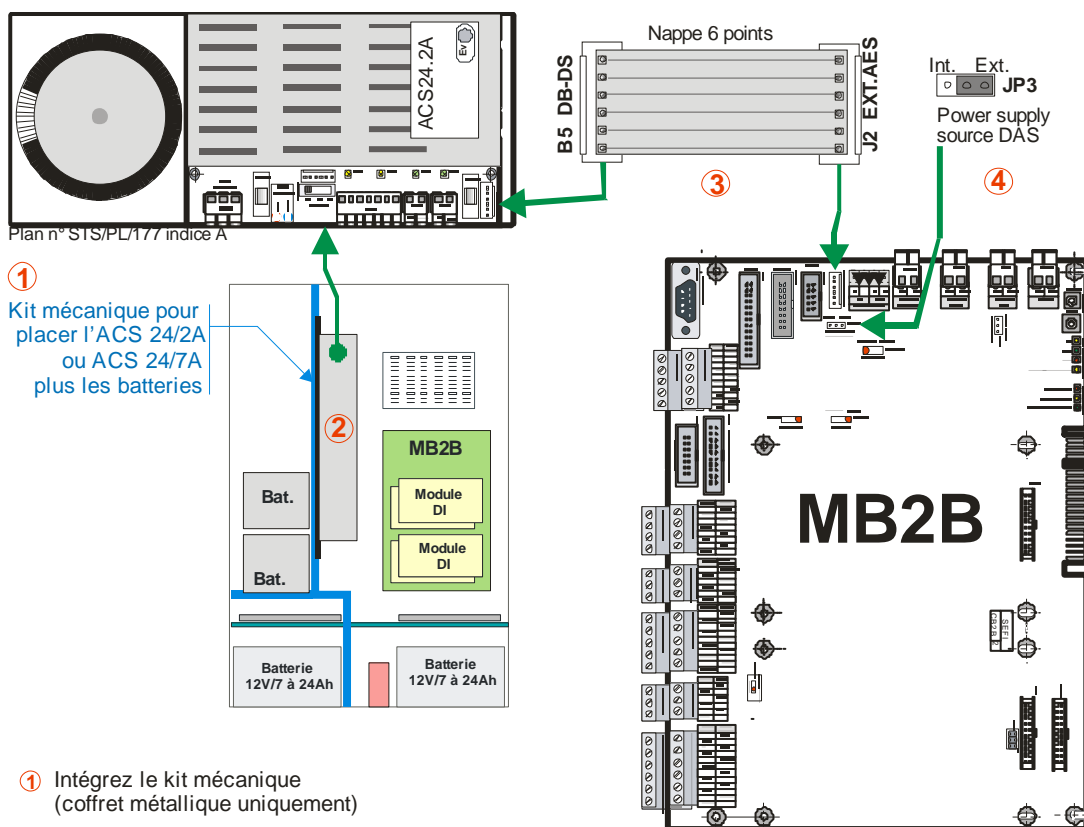 Nappe 6 points
ACS24.2A
Ev
B5 DB-DS
J2 EXT.AES
Int. Ext.
JP3
Power supply
source DAS
3
4
Plan n° STS/PL/177 indice A
1
Kit mécanique pour
placer l'ACS 24/2A
ou ACS 24/7A
plus les batteries
2
MB2B
Module
DI
Module
DI
Bat.
Bat.
Batterie
12V/7 à 24Ah
Batterie
12V/7 à 24Ah
MB2B
SEFI
1 Intégrez le kit mécanique
(coffret métallique uniquement)